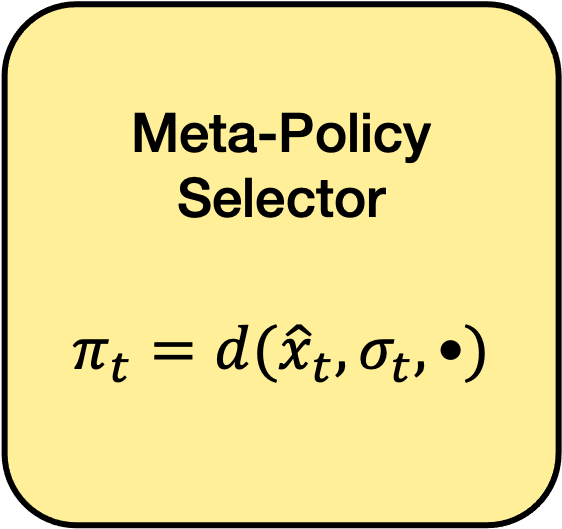 Meta-Policy
Selector
π_t = d(x̂_t, σ_t, •)